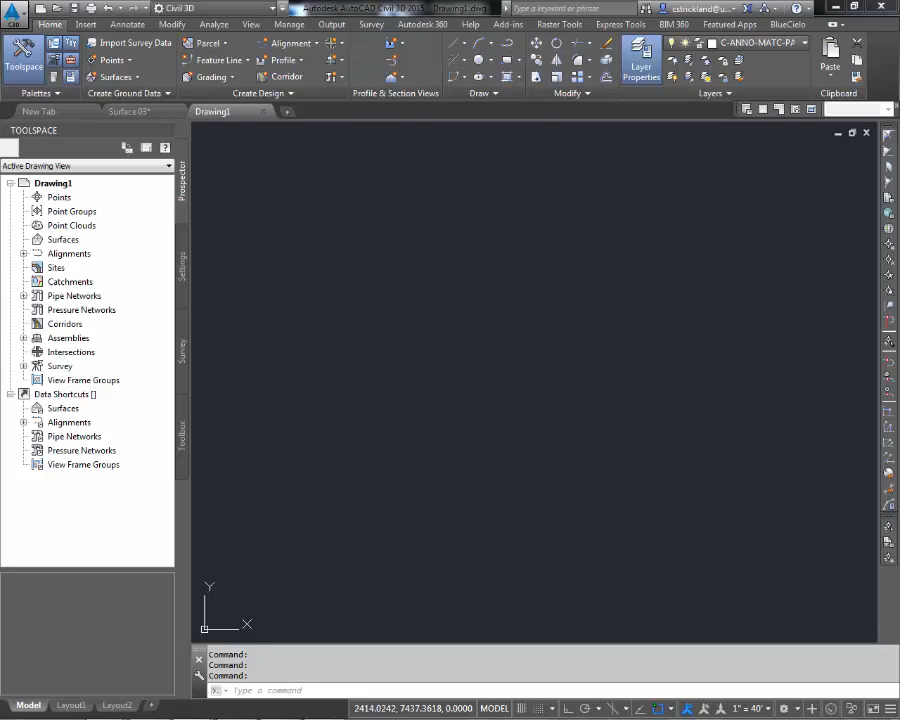 Civil 3D
Autodesk AutoCAD Civil 3D 2015 Drawing1.dwg
Type a keyword or phrase
cstrickland@u...
C3D
Home Insert Annotate Modify Analyze View Manage Output Survey Autodesk 360 Help Add-ins Raster Tools Express Tools BIM 360 Featured Apps BlueCielo
Toolspace
Import Survey Data
Points
Surfaces
Parcel
Feature Line
Grading
Alignment
Profile
Corridor
Layer Properties
C-ANNO-MATC-PA
Paste
Palettes Create Ground Data Create Design Profile & Section Views Draw Modify Layers Clipboard
New Tab Surface 03* Drawing1
TOOLSPACE
Active Drawing View
Drawing1
Points
Point Groups
Point Clouds
Surfaces
Alignments
Sites
Catchments
Pipe Networks
Pressure Networks
Corridors
Assemblies
Intersections
Survey
View Frame Groups
Data Shortcuts []
Surfaces
Alignments
Pipe Networks
Pressure Networks
View Frame Groups
Prospector
Settings
Survey
Toolbox
Y
X
Command:
Command:
Command:
Type a command
Model Layout1 Layout2
2414.0242, 7437.3618, 0.0000 MODEL 1" = 40'